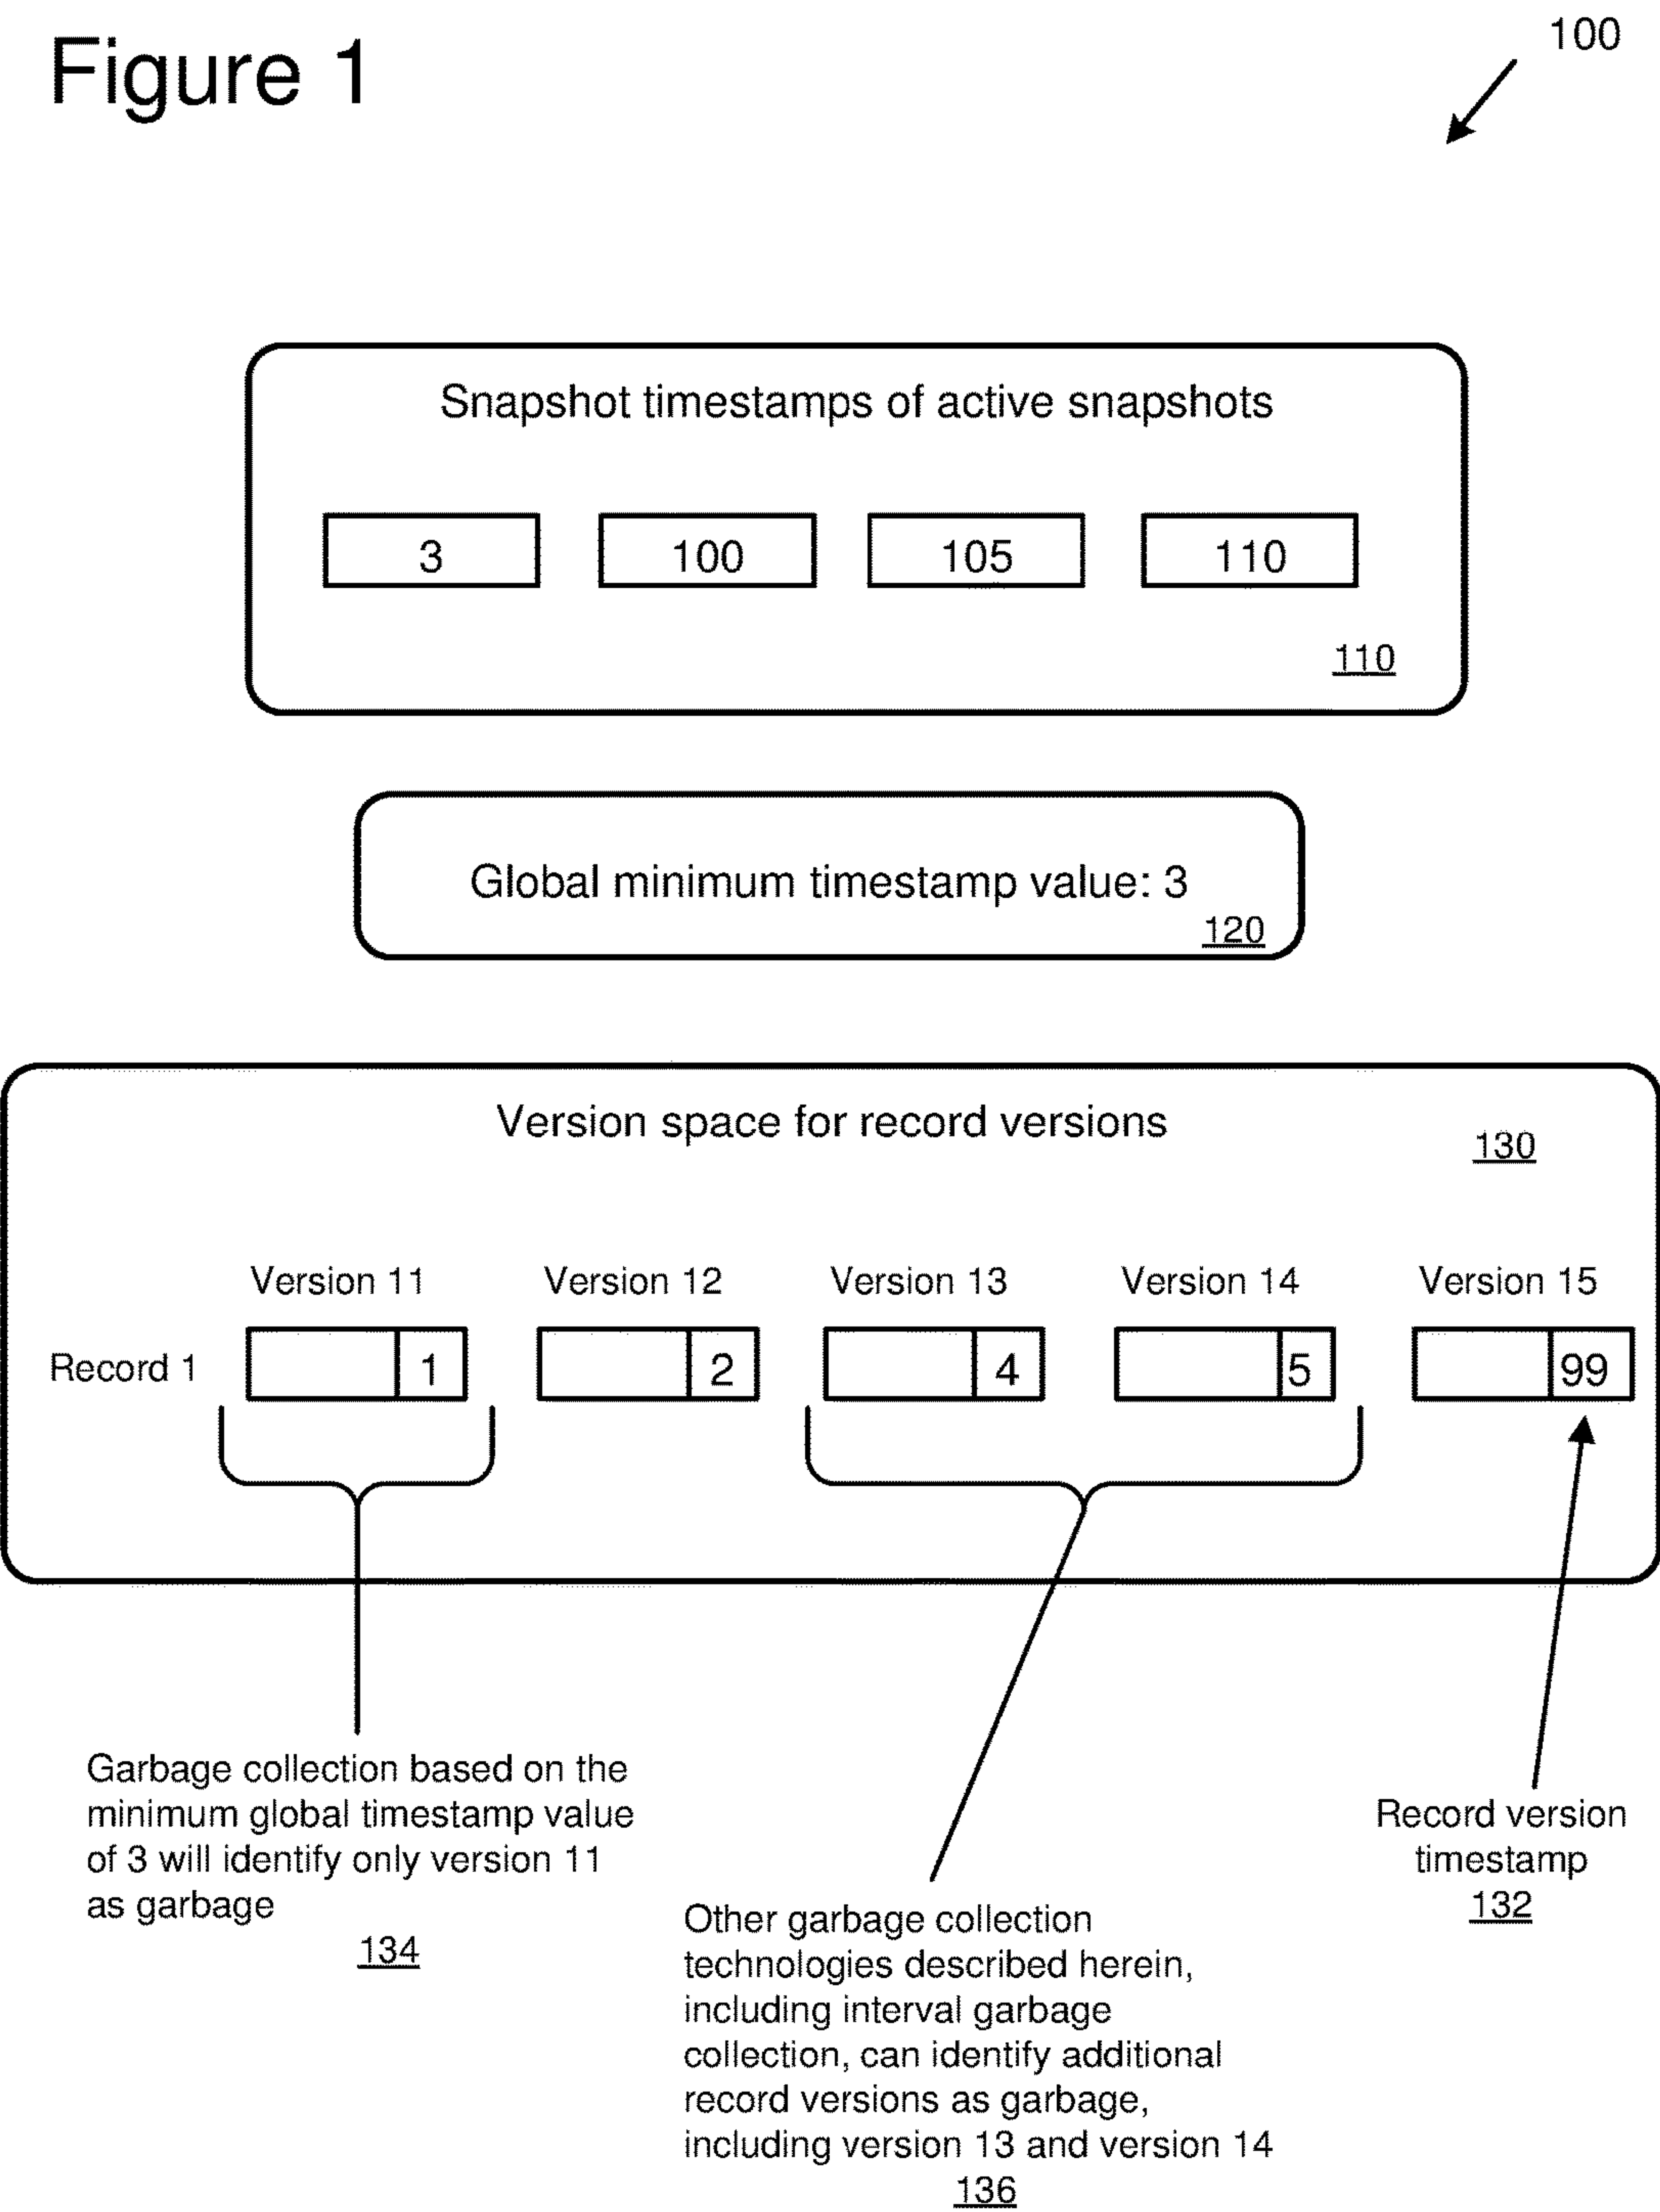 Figure 1
100
Snapshot timestamps of active snapshots
3 100 105 110
110
Global minimum timestamp value: 3
120
Version space for record versions
130
Version 11 Version 12 Version 13 Version 14 Version 15
Record 1 1 2 4 5 99
Garbage collection based on the
minimum global timestamp value
of 3 will identify only version 11
as garbage
134
Other garbage collection
technologies described herein,
including interval garbage
collection, can identify additional
record versions as garbage,
including version 13 and version 14
136
Record version
timestamp
132